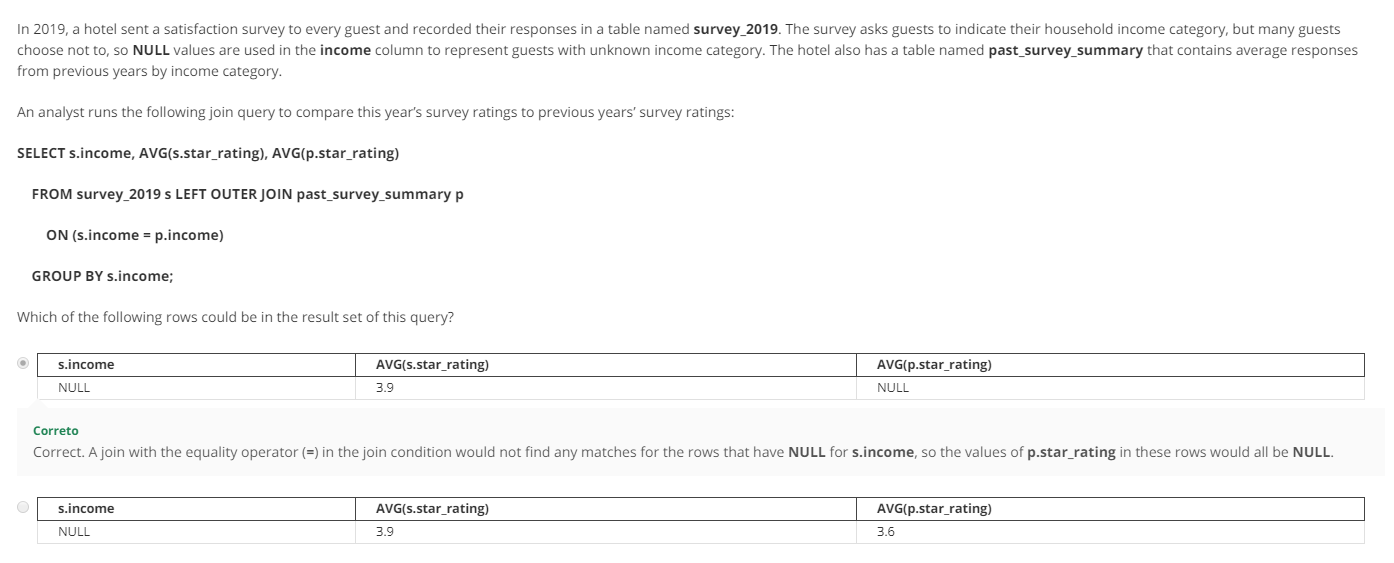 In 2019, a hotel sent a satisfaction survey to every guest and recorded their responses in a table named survey_2019. The survey asks guests to indicate their household income category, but many guests
choose not to, so NULL values are used in the income column to represent guests with unknown income category. The hotel also has a table named past_survey_summary that contains average responses
from previous years by income category.
An analyst runs the following join query to compare this year's survey ratings to previous years' survey ratings:
SELECT s.income, AVG(s.star_rating), AVG(p.star_rating)
FROM survey_2019 s LEFT OUTER JOIN past_survey_summary p
ON (s.income = p.income)
GROUP BY s.income;
Which of the following rows could be in the result set of this query?
s.income AVG(s.star_rating) AVG(p.star_rating)
NULL 3.9 NULL
Correto
Correct. A join with the equality operator (=) in the join condition would not find any matches for the rows that have NULL for s.income, so the values of p.star_rating in these rows would all be NULL.
s.income AVG(s.star_rating) AVG(p.star_rating)
NULL 3.9 3.6